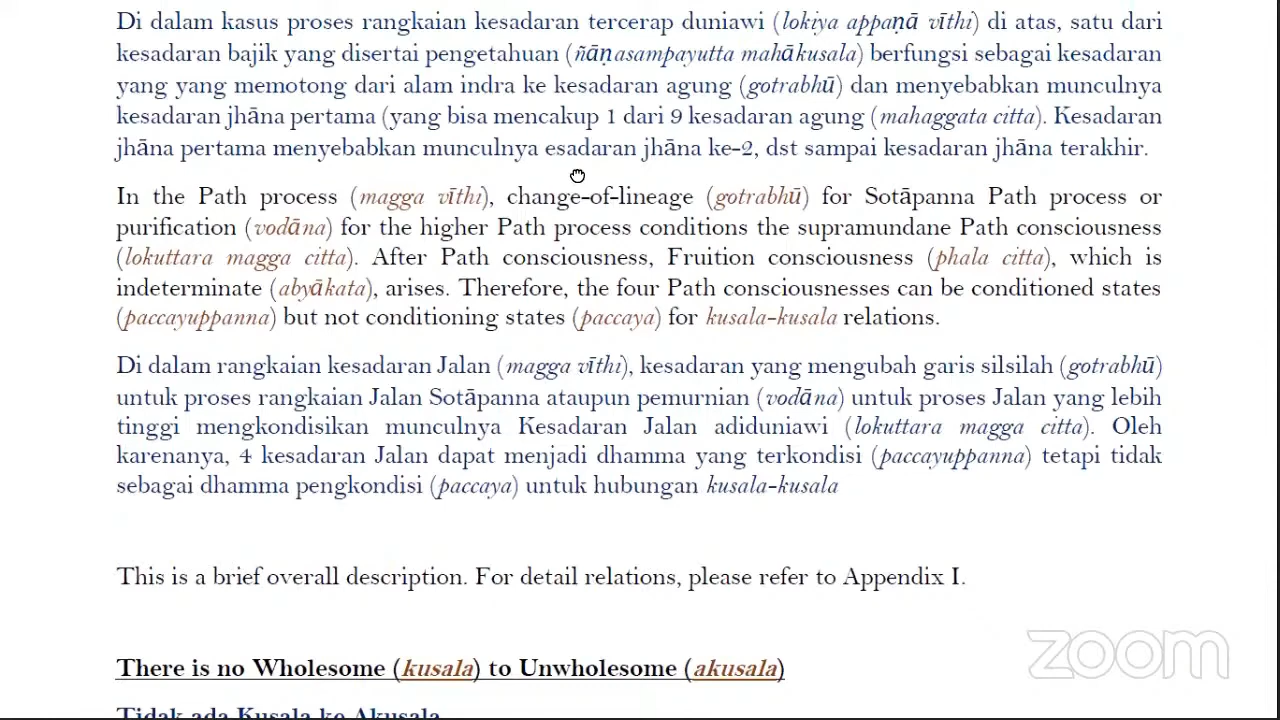 Di dalam kasus proses rangkaian kesadaran tercerap duniawi (lokiya appaṇā vīthi) di atas, satu dari
kesadaran bajik yang disertai pengetahuan (ñāṇasampayutta mahākusala) berfungsi sebagai kesadaran
yang yang memotong dari alam indra ke kesadaran agung (gotrabhū) dan menyebabkan munculnya
kesadaran jhāna pertama (yang bisa mencakup 1 dari 9 kesadaran agung (mahaggata citta). Kesadaran
jhāna pertama menyebabkan munculnya esadaran jhāna ke-2, dst sampai kesadaran jhāna terakhir.
In the Path process (magga vīthi), change-of-lineage (gotrabhū) for Sotāpanna Path process or
purification (vodāna) for the higher Path process conditions the supramundane Path consciousness
(lokuttara magga citta). After Path consciousness, Fruition consciousness (phala citta), which is
indeterminate (abyākata), arises. Therefore, the four Path consciousnesses can be conditioned states
(paccayuppanna) but not conditioning states (paccaya) for kusala-kusala relations.
Di dalam rangkaian kesadaran Jalan (magga vīthi), kesadaran yang mengubah garis silsilah (gotrabhū)
untuk proses rangkaian Jalan Sotāpanna ataupun pemurnian (vodāna) untuk proses Jalan yang lebih
tinggi mengkondisikan munculnya Kesadaran Jalan adiduniawi (lokuttara magga citta). Oleh
karenanya, 4 kesadaran Jalan dapat menjadi dhamma yang terkondisi (paccayuppanna) tetapi tidak
sebagai dhamma pengkondisi (paccaya) untuk hubungan kusala-kusala
This is a brief overall description. For detail relations, please refer to Appendix I.
zoom
There is no Wholesome (kusala) to Unwholesome (akusala)
Tidak ada Kusala ke Akusala